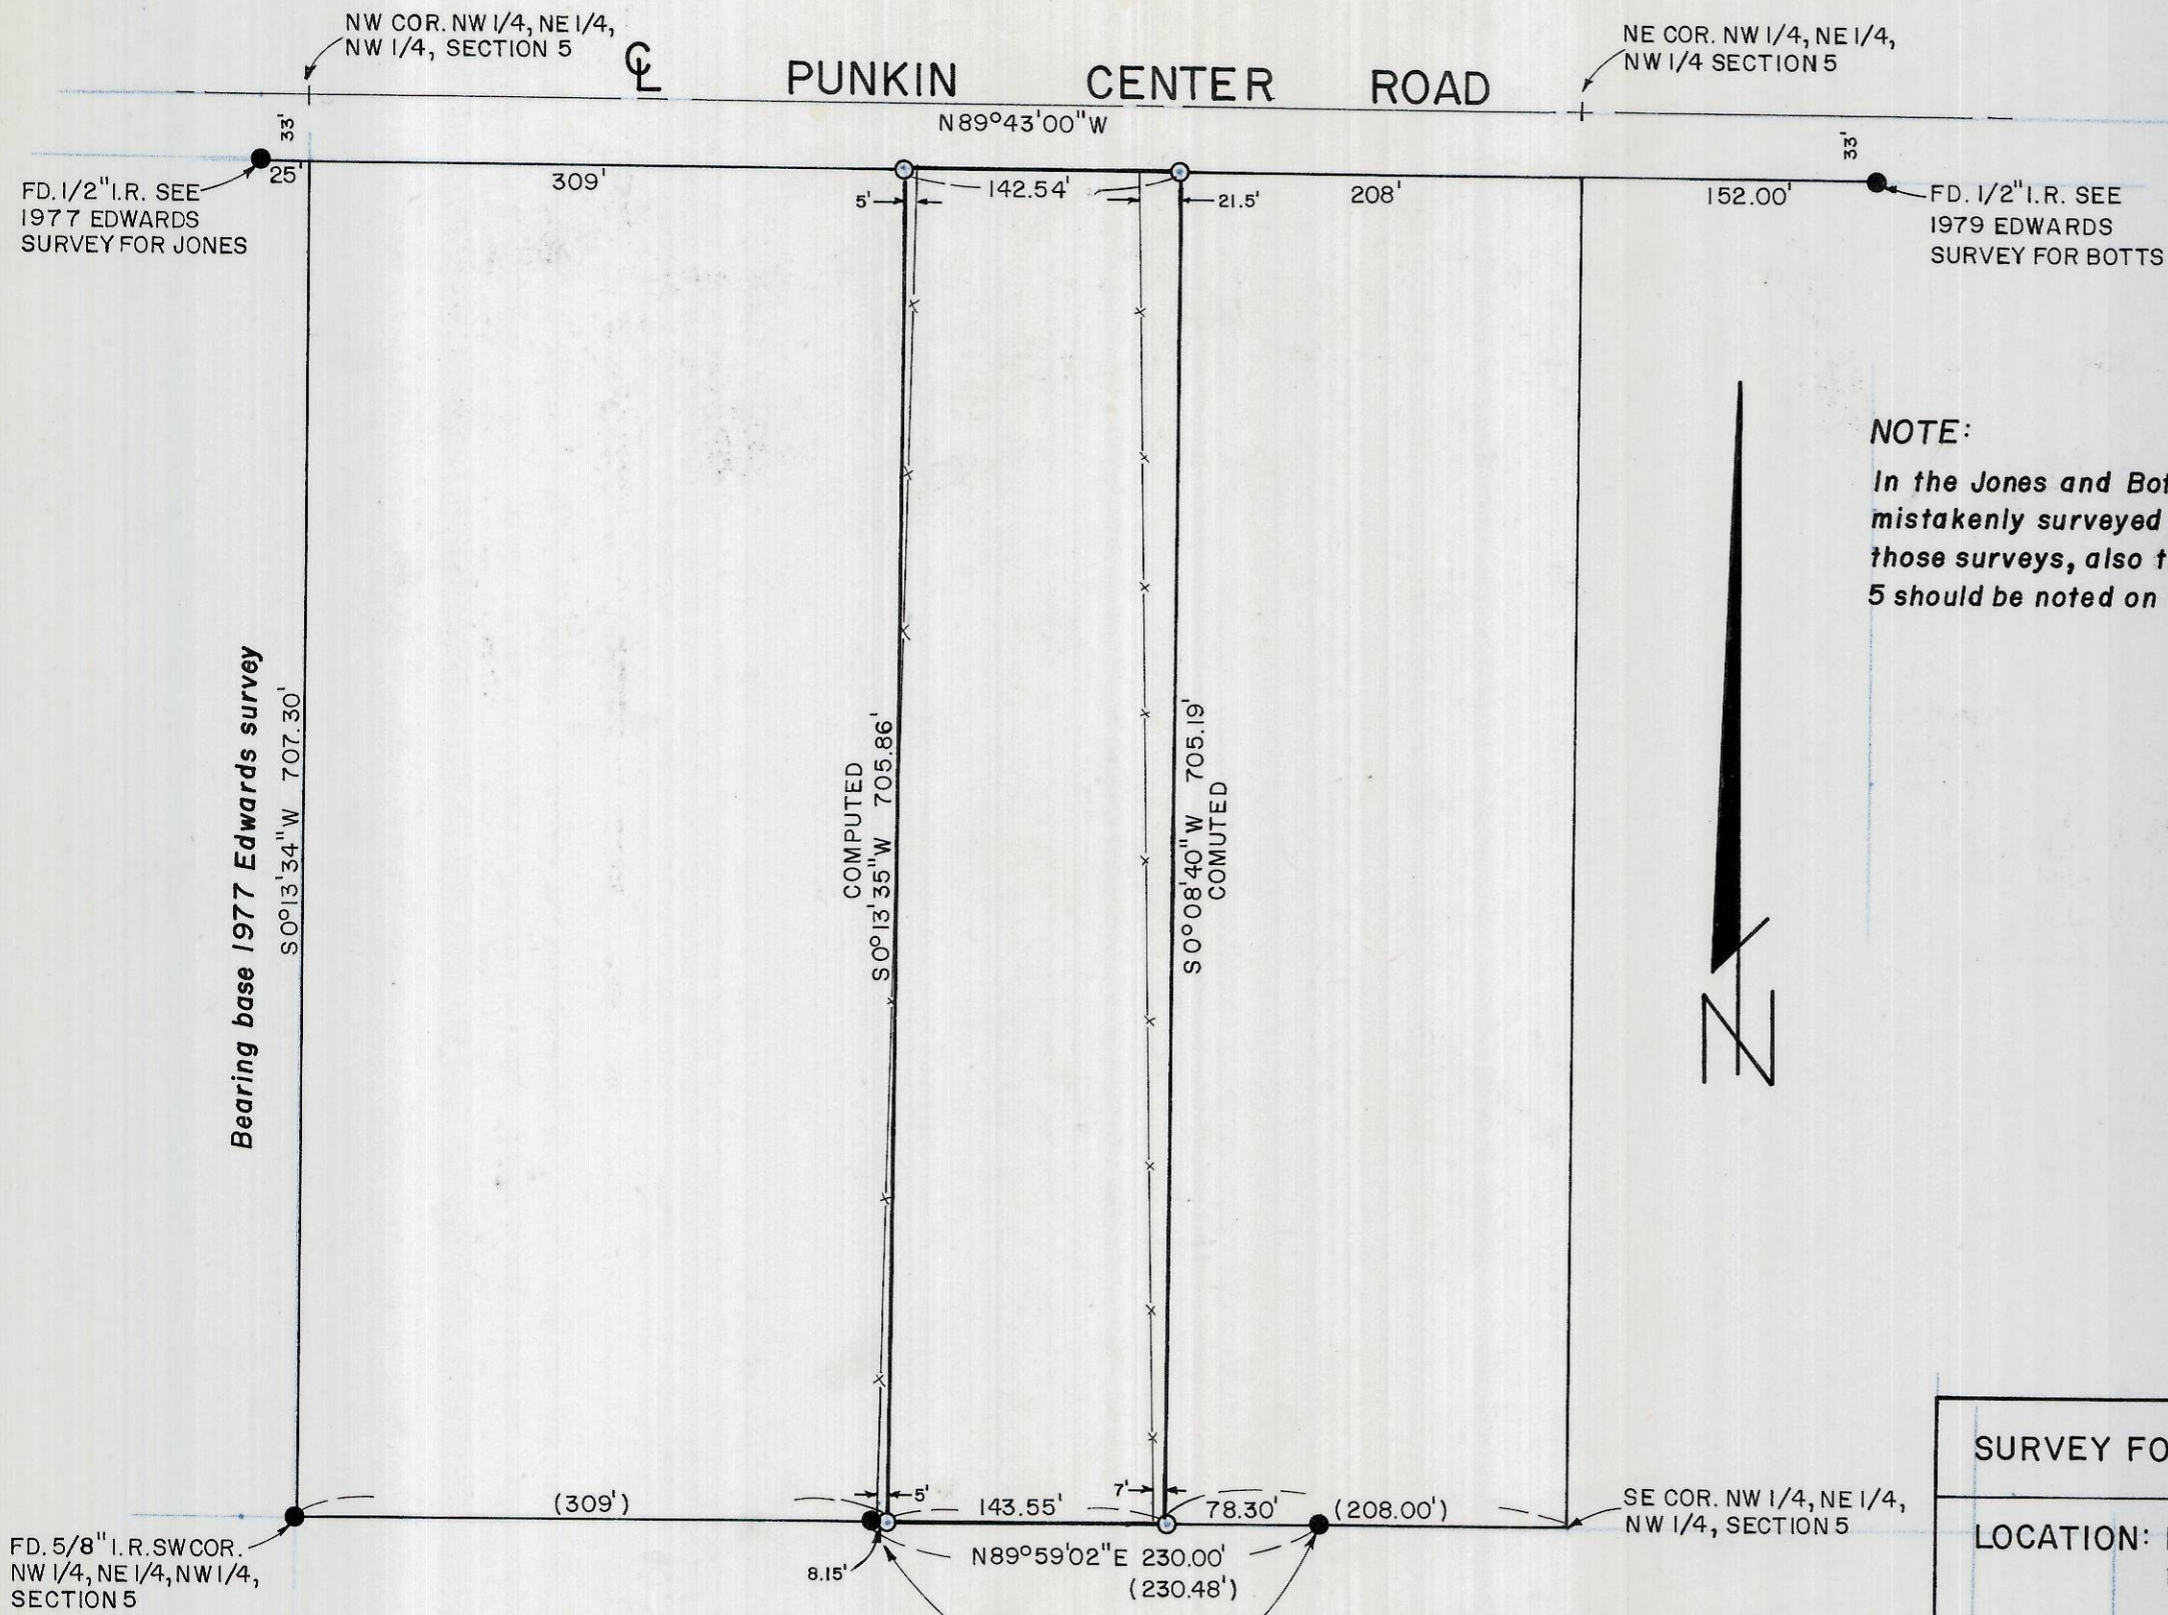 NW COR. NW 1/4, NE 1/4,
NW 1/4, SECTION 5
℄ PUNKIN CENTER ROAD
NE COR. NW 1/4, NE 1/4,
NW 1/4 SECTION 5
N89°43'00"W
33'
33'
25'
309'
5'
142.54'
21.5'
208'
152.00'
FD. 1/2" I.R. SEE
1977 EDWARDS
SURVEY FOR JONES
FD. 1/2" I.R. SEE
1979 EDWARDS
SURVEY FOR BOTTS
NOTE:
In the Jones and Bot
mistakenly surveyed
those surveys, also t
5 should be noted on
Bearing base 1977 Edwards survey
S0°13'34"W 707.30'
COMPUTED
S0°13'35"W 705.86'
S0°08'40"W 705.19'
COMUTED
N
(309')
5'
143.55'
7'
78.30'
(208.00')
SE COR. NW 1/4, NE 1/4,
NW 1/4, SECTION 5
FD. 5/8" I.R. SW COR.
NW 1/4, NE 1/4, NW 1/4,
SECTION 5
8.15'
N89°59'02"E 230.00'
(230.48')
SURVEY FO
LOCATION: